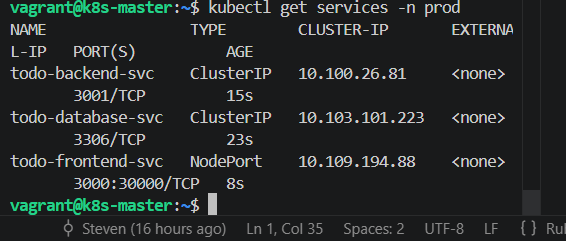 vagrant@k8s-master:~$ kubectl get services -n prod
NAME                TYPE        CLUSTER-IP       EXTERNA
L-IP   PORT(S)          AGE
todo-backend-svc    ClusterIP   10.100.26.81     <none>
       3001/TCP         15s
todo-database-svc   ClusterIP   10.103.101.223   <none>
       3306/TCP         23s
todo-frontend-svc   NodePort    10.109.194.88    <none>
       3000:30000/TCP   8s
vagrant@k8s-master:~$
Steven (16 hours ago) Ln 1, Col 35 Spaces: 2 UTF-8 LF {} Rul